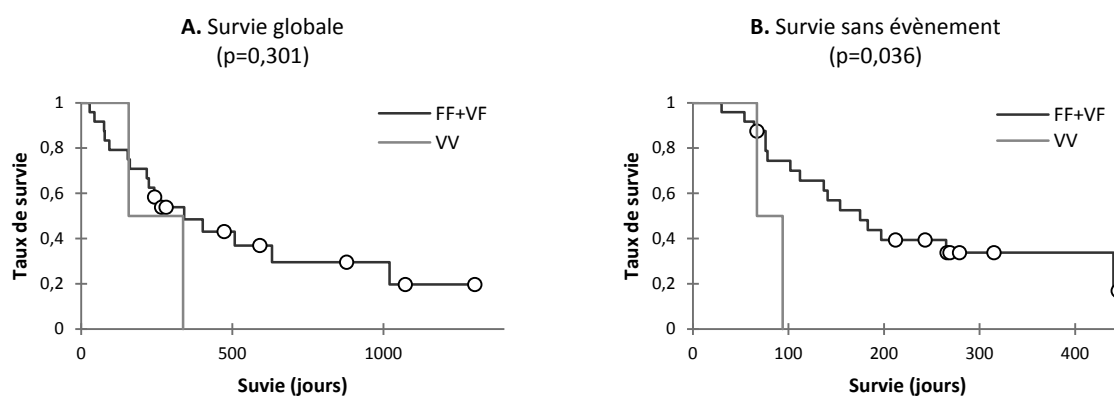 A. Survie globale
(p=0,301)
1
0,8
0,6
0,4
0,2
0
Taux de survie
FF+VF
VV
0
500
1000
Suvie (jours)
B. Survie sans évènement
(p=0,036)
1
0,8
0,6
0,4
0,2
0
Taux de survie
FF+VF
VV
0
100
200
300
400
Survie (jours)